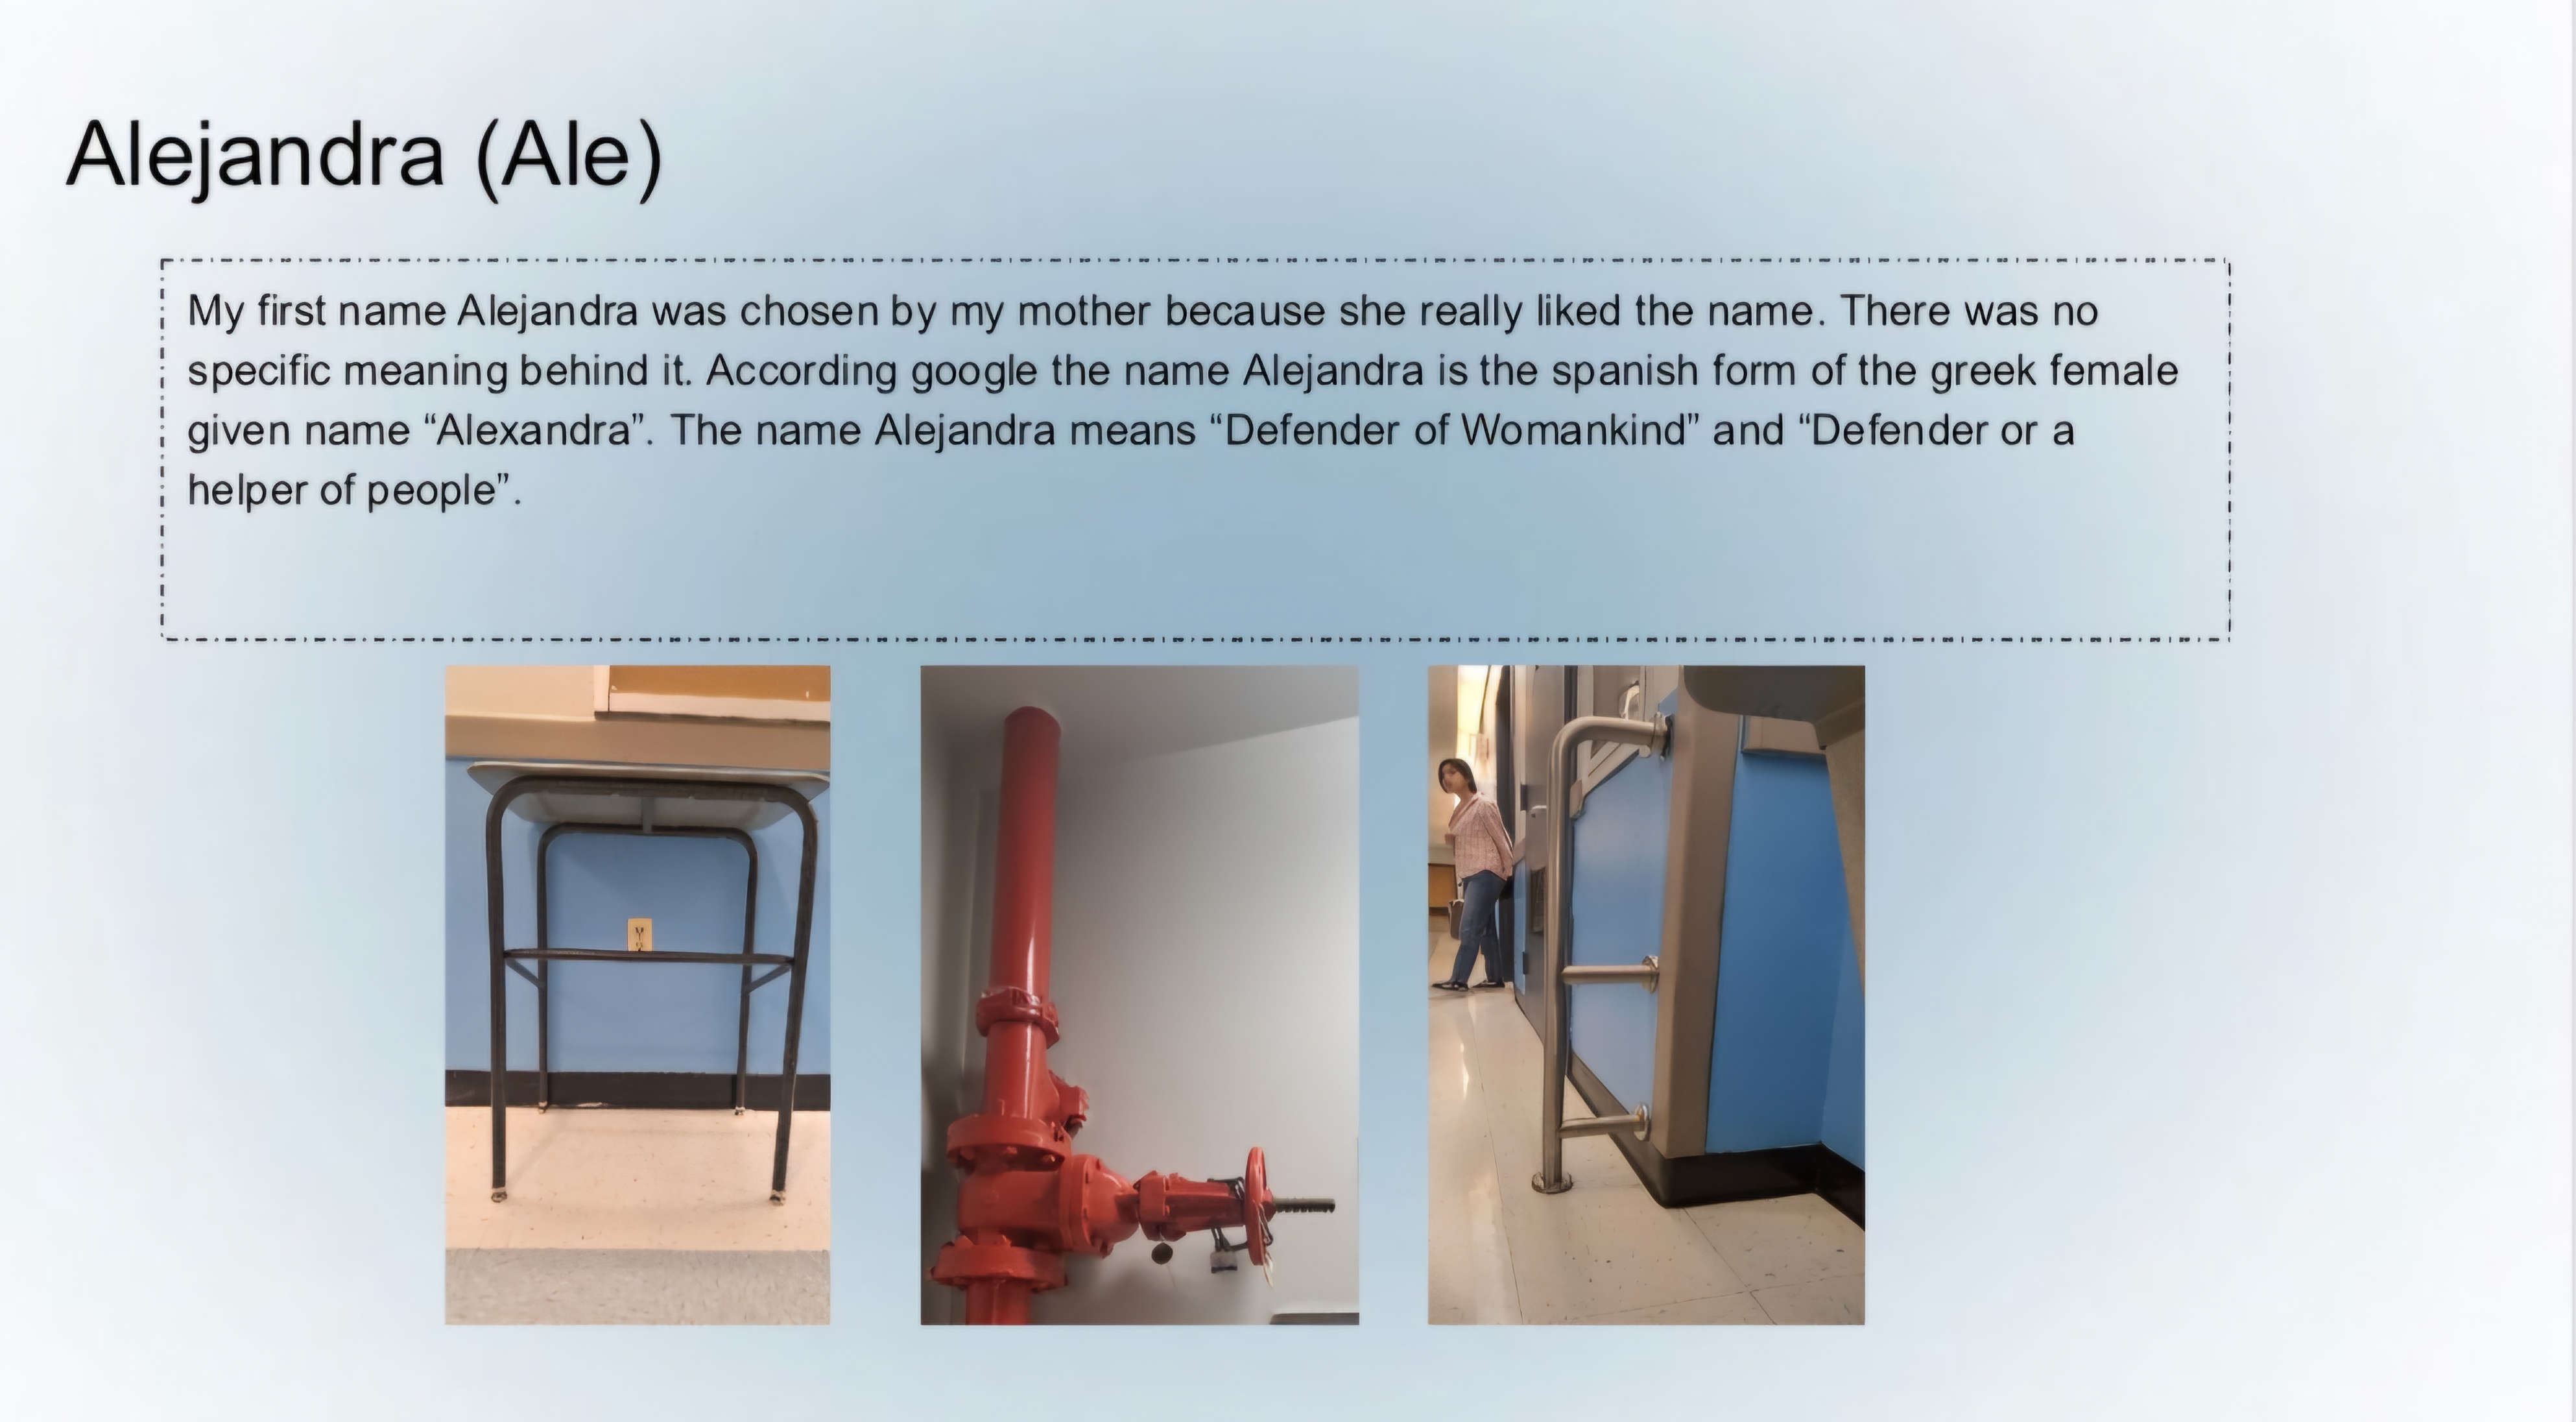 Alejandra (Ale)
My first name Alejandra was chosen by my mother because she really liked the name. There was no
specific meaning behind it. According google the name Alejandra is the spanish form of the greek female
given name “Alexandra”. The name Alejandra means “Defender of Womankind” and “Defender or a
helper of people”.